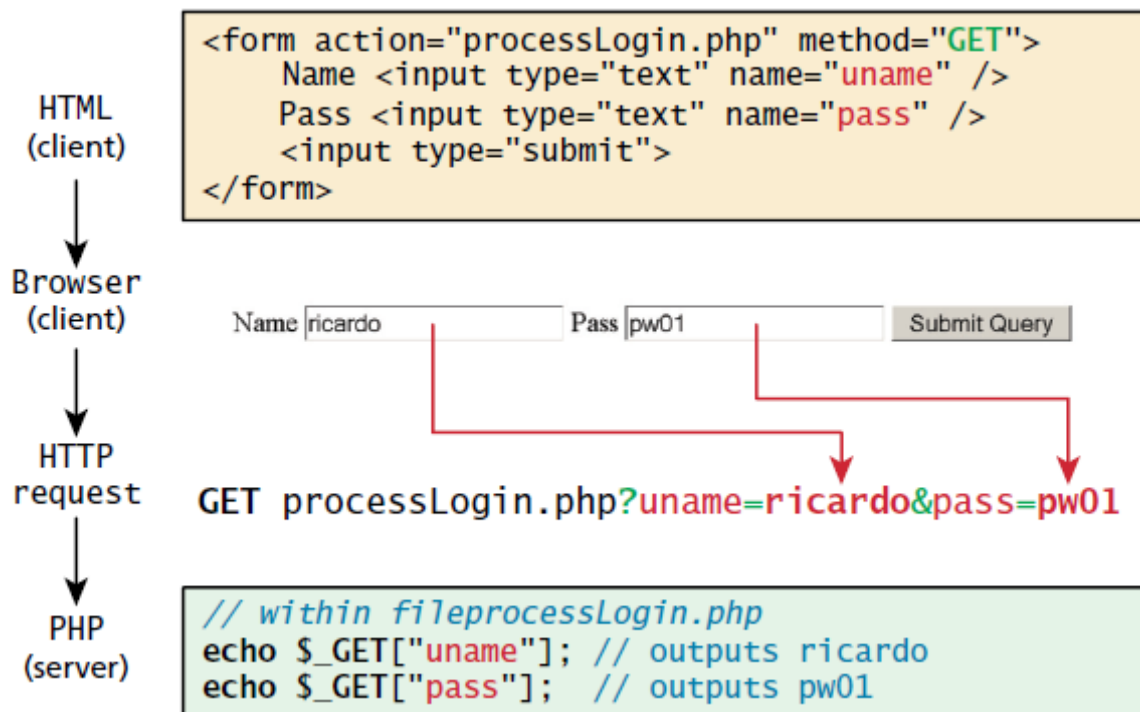 <form action="processLogin.php" method="GET">
Name <input type="text" name="uname" />
Pass <input type="text" name="pass" />
<input type="submit">
</form>
HTML
(client)
Browser
(client)
Name ricardo Pass pw01 Submit Query
HTTP
request
GET processLogin.php?uname=ricardo&pass=pw01
PHP
(server)
// within fileprocessLogin.php
echo $_GET["uname"]; // outputs ricardo
echo $_GET["pass"]; // outputs pw01